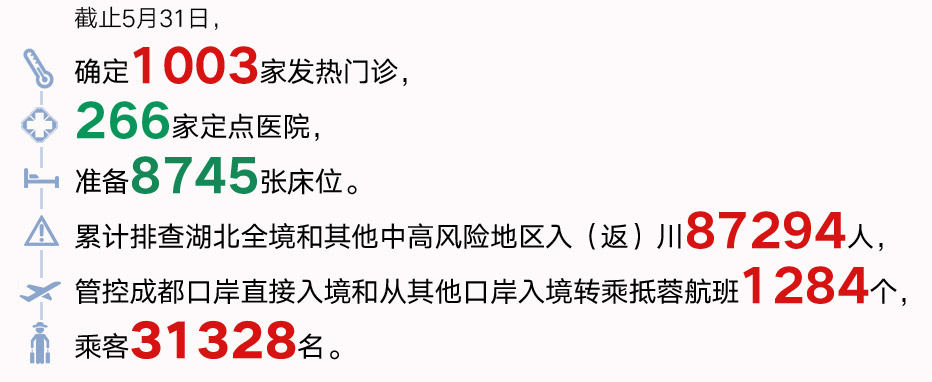 截止5月31日，
确定1003家发热门诊，
266家定点医院，
准备8745张床位。
累计排查湖北全境和其他中高风险地区入（返）川87294人，
管控成都口岸直接入境和从其他口岸入境转乘抵蓉航班1284个，
乘客31328名。